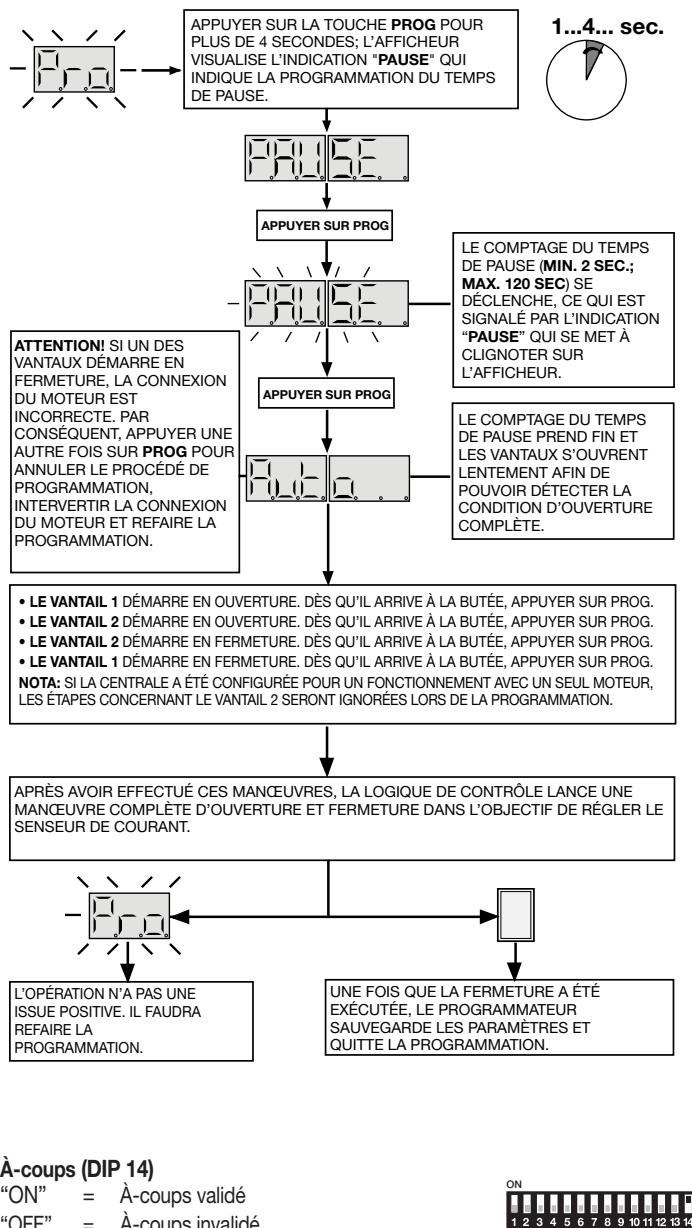 APPUYER SUR LA TOUCHE PROG POUR
PLUS DE 4 SECONDES; L'AFFICHEUR
VISUALISE L'INDICATION "PAUSE" QUI
INDIQUE LA PROGRAMMATION DU TEMPS
DE PAUSE.
1...4... sec.
Pro
PAUSE
APPUYER SUR PROG
PAUSE
LE COMPTAGE DU TEMPS
DE PAUSE (MIN. 2 SEC.;
MAX. 120 SEC) SE
DÉCLENCHE, CE QUI EST
SIGNALÉ PAR L'INDICATION
“PAUSE” QUI SE MET À
CLIGNOTER SUR
L'AFFICHEUR.
ATTENTION! SI UN DES
VANTAUX DÉMARRE EN
FERMETURE, LA CONNEXION
DU MOTEUR EST
INCORRECTE. PAR
CONSÉQUENT, APPUYER UNE
AUTRE FOIS SUR PROG POUR
ANNULER LE PROCÉDÉ DE
PROGRAMMATION,
INTERVERTIR LA CONNEXION
DU MOTEUR ET REFAIRE LA
PROGRAMMATION.
APPUYER SUR PROG
Auto
LE COMPTAGE DU TEMPS
DE PAUSE PREND FIN ET
LES VANTAUX S'OUVRENT
LENTEMENT AFIN DE
POUVOIR DÉTECTER LA
CONDITION D'OUVERTURE
COMPLÈTE.
• LE VANTAIL 1 DÉMARRE EN OUVERTURE. DÈS QU'IL ARRIVE À LA BUTÉE, APPUYER SUR PROG.
• LE VANTAIL 2 DÉMARRE EN OUVERTURE. DÈS QU'IL ARRIVE À LA BUTÉE, APPUYER SUR PROG.
• LE VANTAIL 2 DÉMARRE EN FERMETURE. DÈS QU'IL ARRIVE À LA BUTÉE, APPUYER SUR PROG.
• LE VANTAIL 1 DÉMARRE EN FERMETURE. DÈS QU'IL ARRIVE À LA BUTÉE, APPUYER SUR PROG.
NOTA: SI LA CENTRALE A ÉTÉ CONFIGURÉE POUR UN FONCTIONNEMENT AVEC UN SEUL MOTEUR,
LES ÉTAPES CONCERNANT LE VANTAIL 2 SERONT IGNORÉES LORS DE LA PROGRAMMATION.
APRÈS AVOIR EFFECTUÉ CES MANŒUVRES, LA LOGIQUE DE CONTRÔLE LANCE UNE
MANŒUVRE COMPLÈTE D'OUVERTURE ET FERMETURE DANS L'OBJECTIF DE RÉGLER LE
SENSEUR DE COURANT.
Pro
L'OPÉRATION N'A PAS UNE
ISSUE POSITIVE. IL FAUDRA
REFAIRE LA
PROGRAMMATION.
UNE FOIS QUE LA FERMETURE A ÉTÉ
EXÉCUTÉE, LE PROGRAMMATEUR
SAUVEGARDE LES PARAMÈTRES ET
QUITTE LA PROGRAMMATION.
À-coups (DIP 14)
“ON” = À-coups validé
“OFF” = À-coups invalidé
ON
1 2 3 4 5 6 7 8 9 10 11 12 13 14